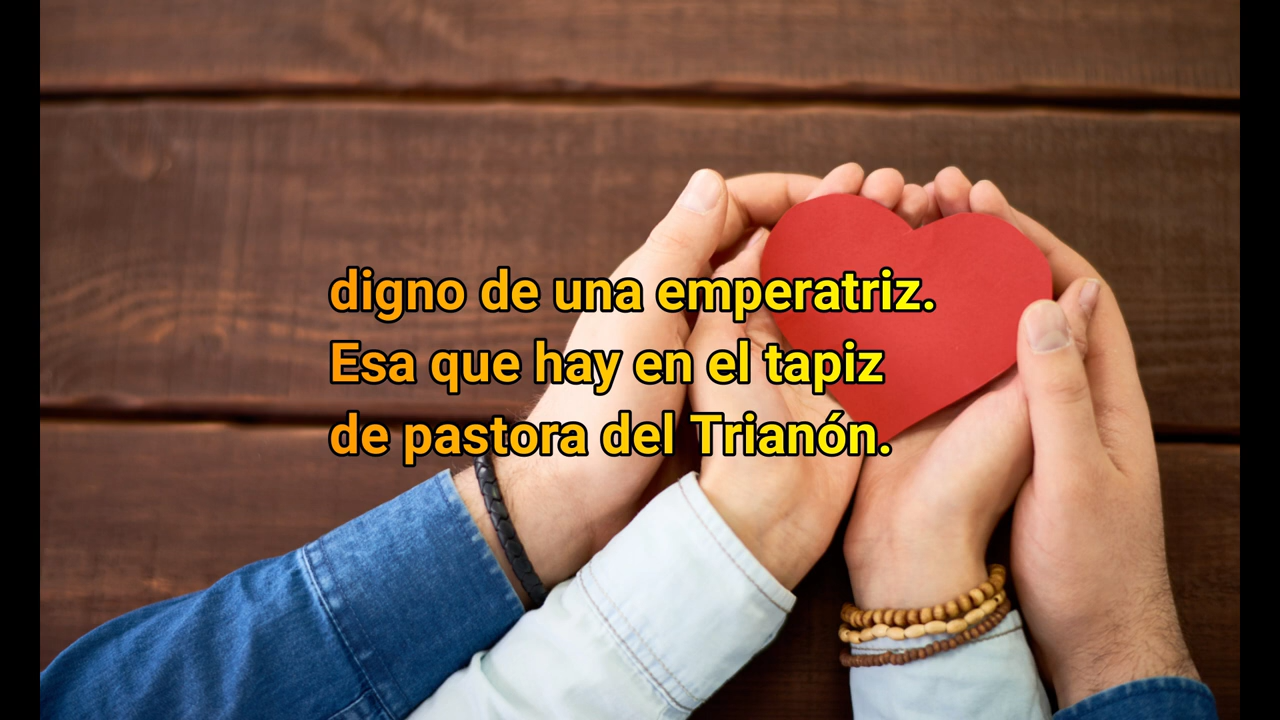 digno de una emperatriz.
Esa que hay en el tapiz
de pastora del Trianón.